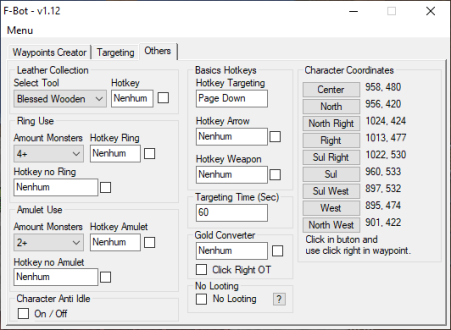 F-Bot - v1.12
Menu
Waypoints Creator Targeting Others
Leather Collection
Select Tool Hotkey
Blessed Wooden Nenhum
Ring Use
Amount Monsters Hotkey Ring
4+ Nenhum
Hotkey no Ring
Nenhum
Amulet Use
Amount Monsters Hotkey Amulet
2+ Nenhum
Hotkey no Amulet
Nenhum
Character Anti Idle
On / Off
Basics Hotkeys
Hotkey Targeting
Page Down
Hotkey Arrow
Nenhum
Hotkey Weapon
Nenhum
Targeting Time (Sec)
60
Gold Converter
Nenhum
Click Right OT
No Looting
No Looting ?
Character Coordinates
Center 958, 480
North 956, 420
North Right 1024, 424
Right 1013, 477
Sul Right 1022, 530
Sul 960, 533
Sul West 897, 532
West 895, 474
North West 901, 422
Click in buton and
use click right in waypoint.